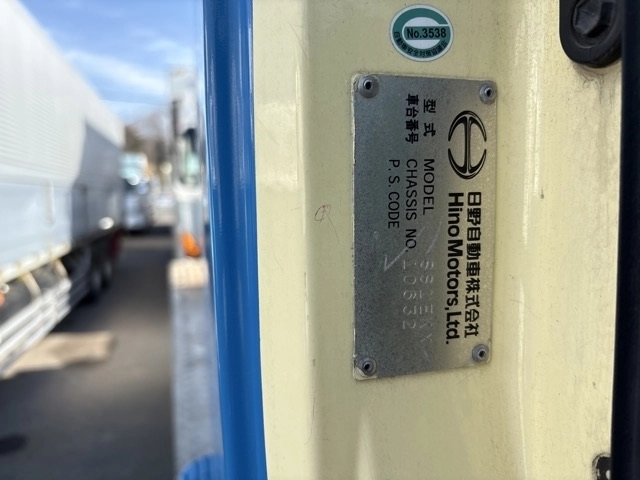 No.3538
日野自動車株式会社
HinoMotors,Ltd.
型式 MODEL
車台番号 CHASSIS NO. 10632
P.S.CODE